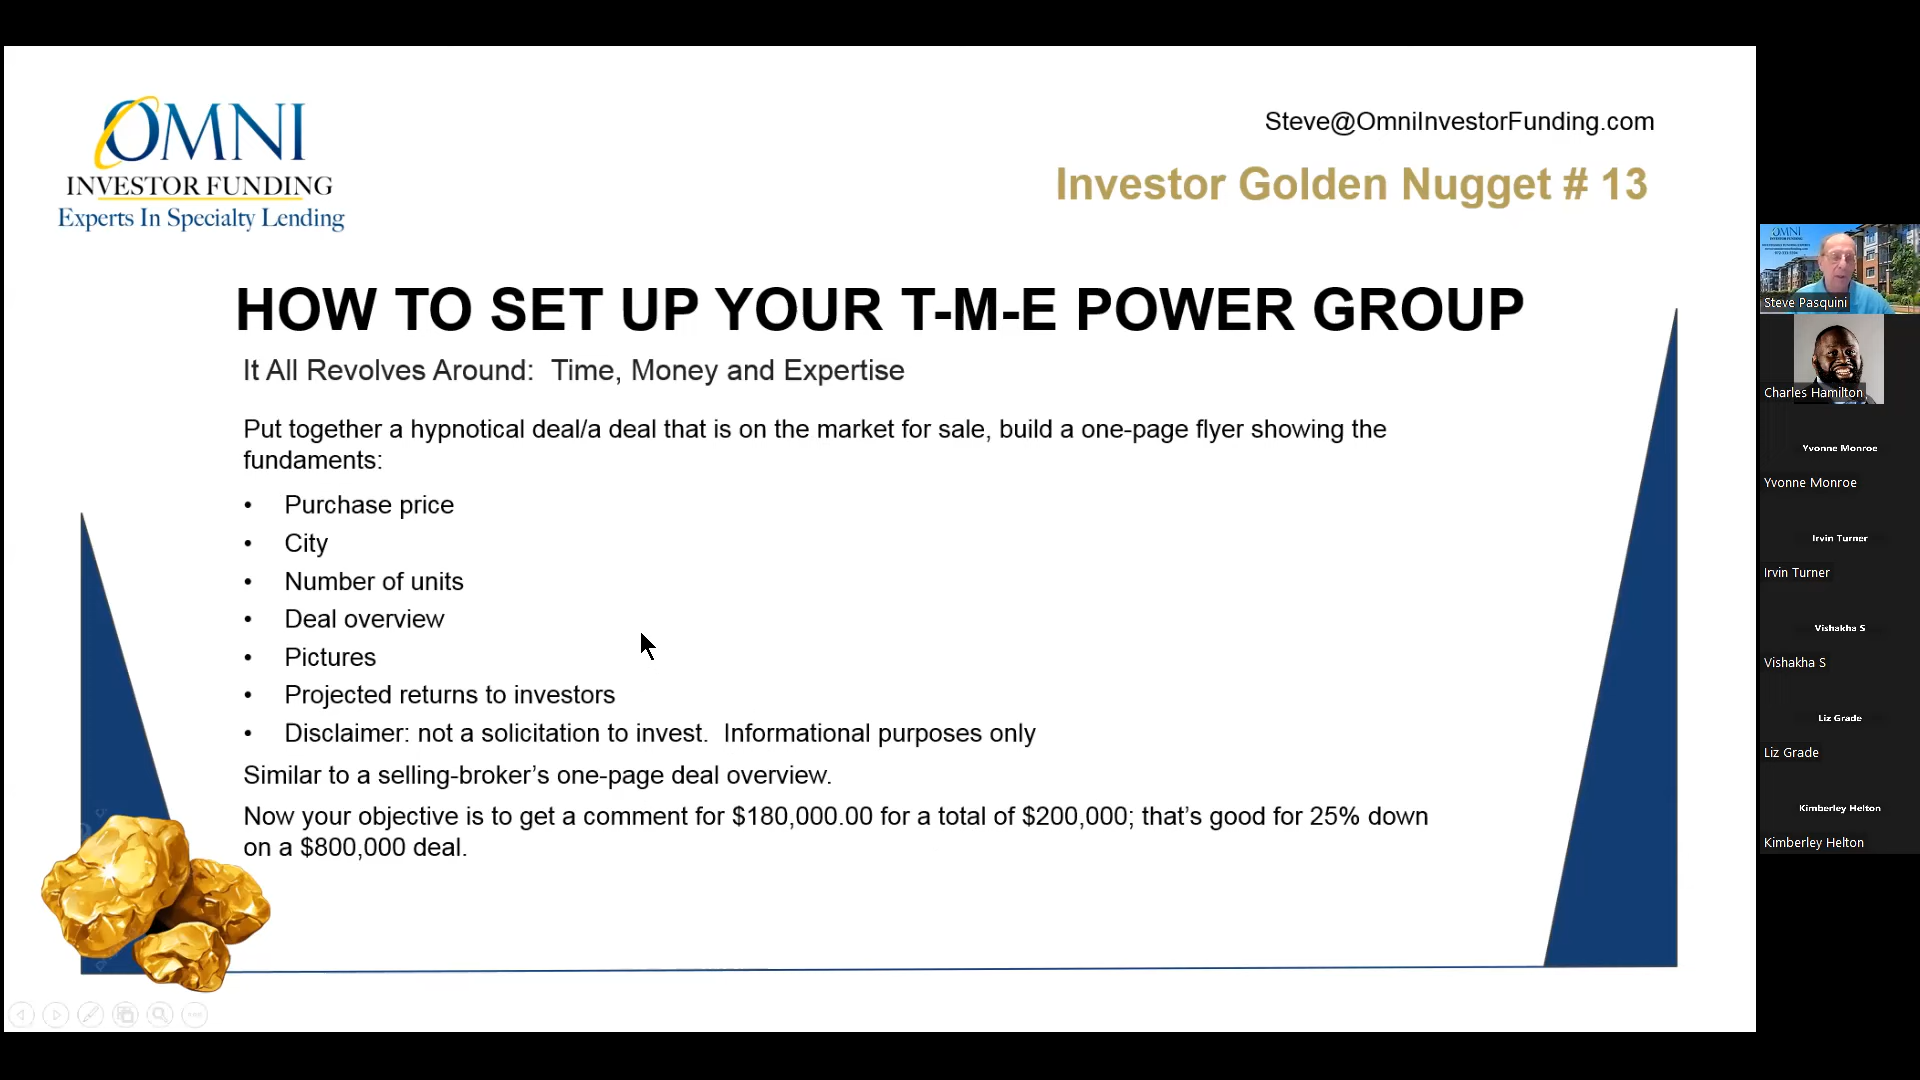 OMNI
INVESTOR FUNDING
Experts In Specialty Lending
Steve@OmniInvestorFunding.com
Investor Golden Nugget # 13
HOW TO SET UP YOUR T-M-E POWER GROUP
It All Revolves Around:  Time, Money and Expertise
Put together a hypnotical deal/a deal that is on the market for sale, build a one-page flyer showing the
fundaments:
• Purchase price
• City
• Number of units
• Deal overview
• Pictures
• Projected returns to investors
• Disclaimer: not a solicitation to invest.  Informational purposes only
Similar to a selling-broker’s one-page deal overview.
Now your objective is to get a comment for $180,000.00 for a total of $200,000; that’s good for 25% down
on a $800,000 deal.
OMNI
Steve Pasquini
Charles Hamilton
Yvonne Monroe
Yvonne Monroe
Irvin Turner
Irvin Turner
Vishakha S
Vishakha S
Liz Grade
Liz Grade
Kimberley Helton
Kimberley Helton